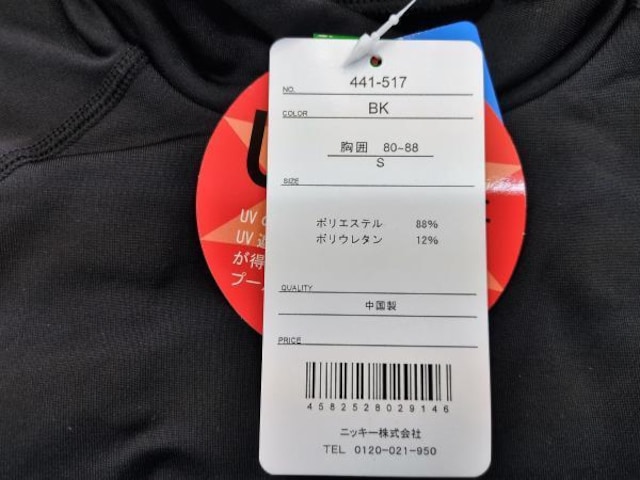 NO. 441-517
COLOR BK
胸囲 80~88
S
SIZE
ポリエステル 88%
ポリウレタン 12%
QUALITY
中国製
PRICE
4582528029146
ニッキー株式会社
TEL 0120-021-950
U
UV
UV
が得
プー